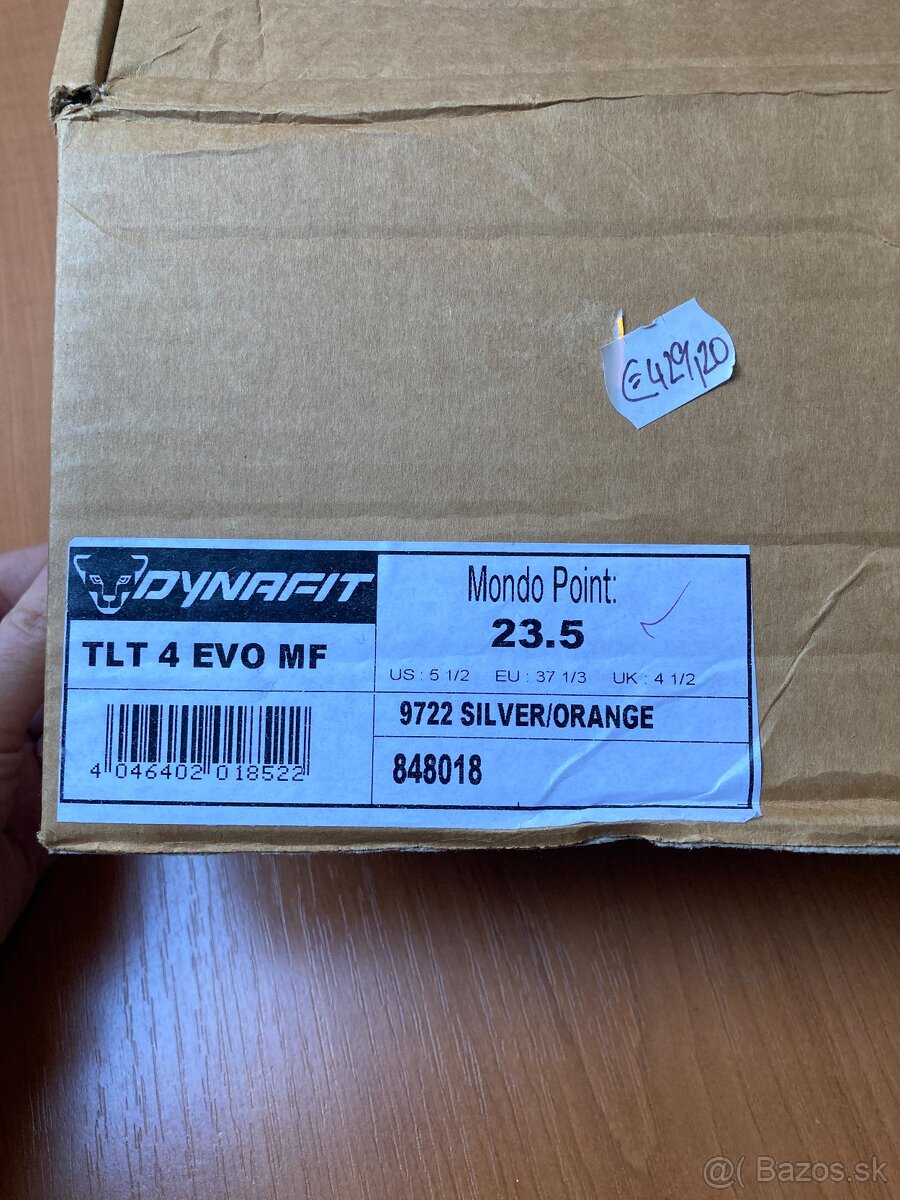 €429,20
DYNAFIT
TLT 4 EVO MF
4 046402 018522
Mondo Point:
23.5
US : 5 1/2 EU : 37 1/3 UK : 4 1/2
9722 SILVER/ORANGE
848018
@( Bazos.sk